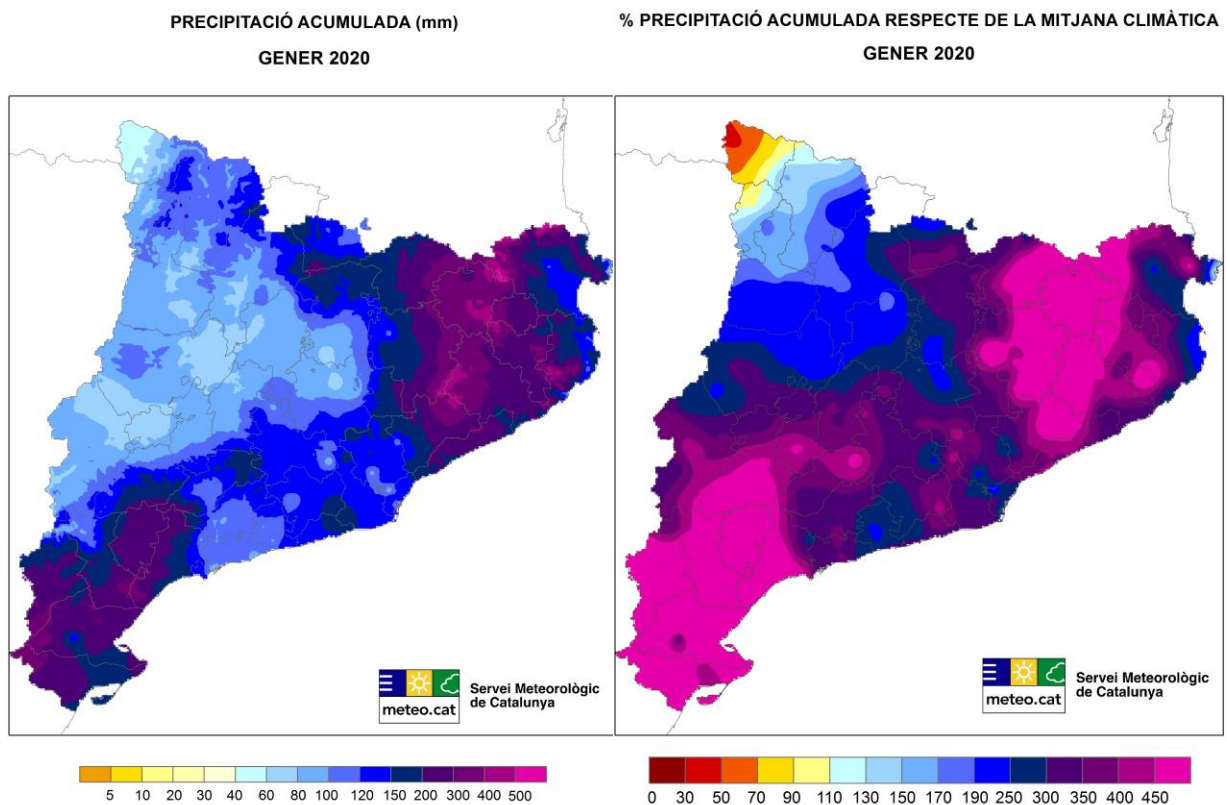 PRECIPITACIÓ ACUMULADA (mm)
GENER 2020
% PRECIPITACIÓ ACUMULADA RESPECTE DE LA MITJANA CLIMÀTICA
GENER 2020
meteo.cat
Servei Meteorològic
de Catalunya
meteo.cat
Servei Meteorològic
de Catalunya
5 10 20 30 40 60 80 100 120 150 200 300 400 500
0 30 50 70 90 110 130 150 170 190 250 300 350 400 450